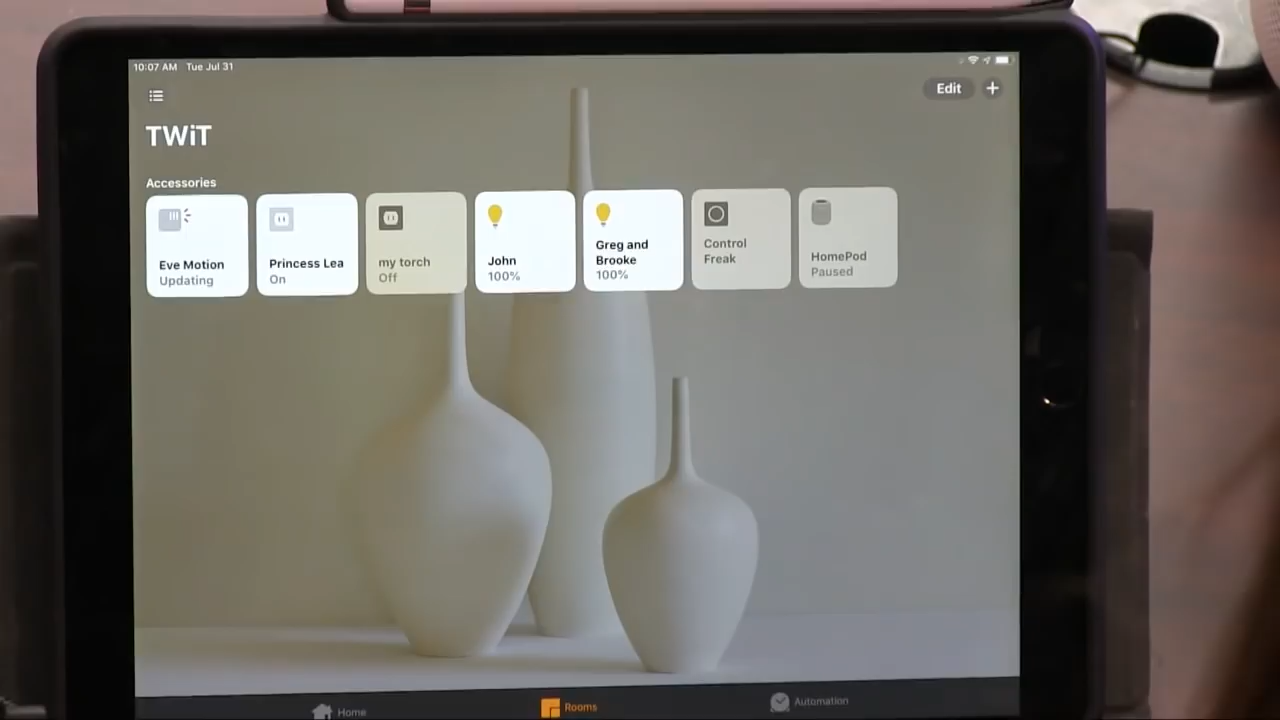 10:07 AM Tue Jul 31
Edit +
TWiT
Accessories
Eve Motion
Updating
Princess Lea
On
my torch
Off
John
100%
Greg and
Brooke
100%
Control
Freak
HomePod
Paused
Home
Rooms
Automation